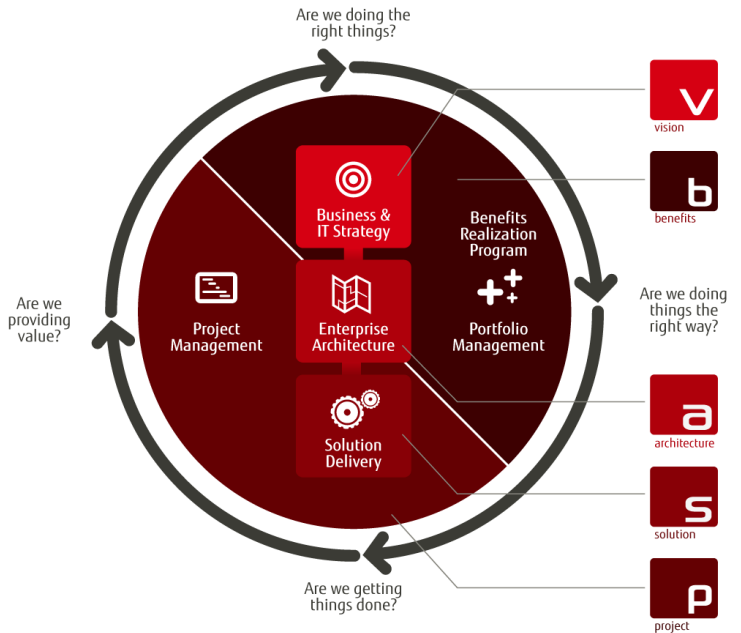 Are we doing the
right things?
v
vision
b
benefits
Business &
IT Strategy
Benefits
Realization
Program
Are we
providing
value?
Project
Management
Enterprise
Architecture
Portfolio
Management
Are we doing
things the
right way?
a
architecture
Solution
Delivery
s
solution
Are we getting
things done?
p
project